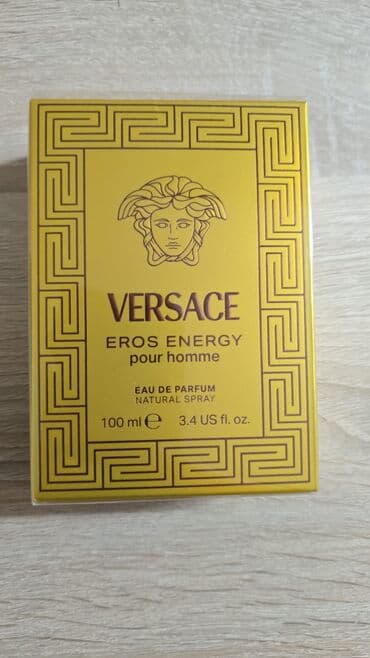 VERSACE
EROS ENERGY
pour homme
EAU DE PARFUM
NATURAL SPRAY
100 ml ℮ 3.4 US fl. oz.